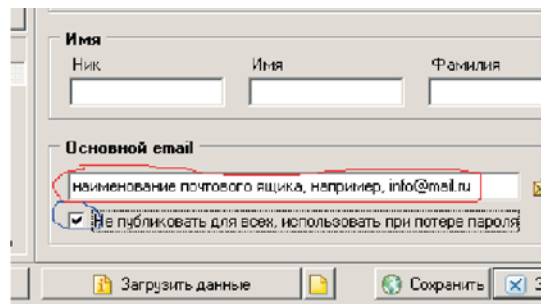 Имя
Ник Имя Фамилия
Основной email
наименование почтового ящика, например, info@mail.ru
Не публиковать для всех, использовать при потере пароля
Загрузить данные Сохранить